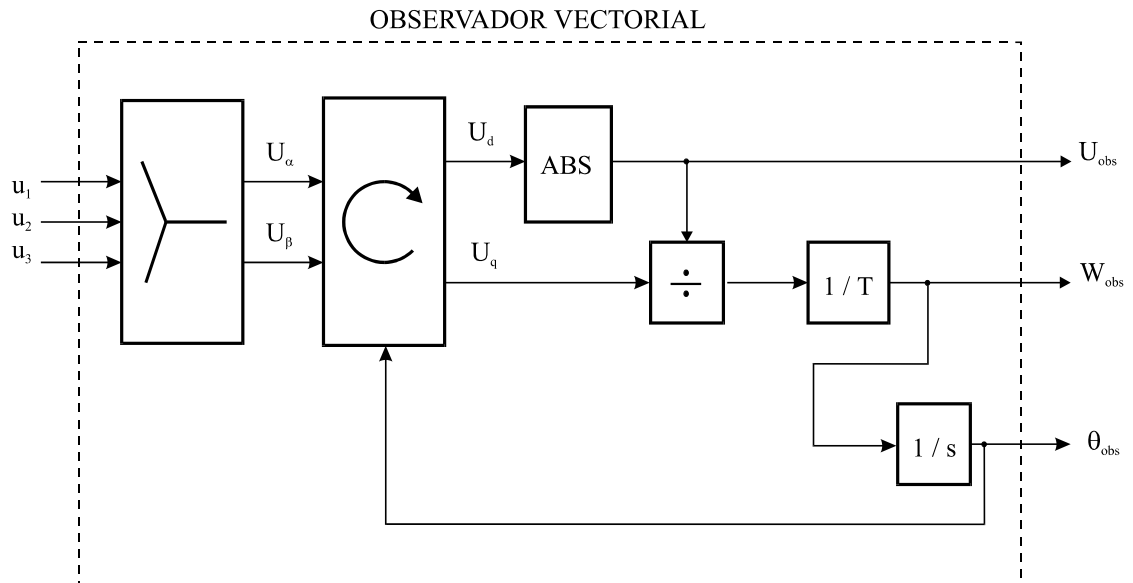 OBSERVADOR VECTORIAL
u1
u2
u3
Uα
Uβ
Ud
Uq
ABS
÷
1 / T
1 / s
Uobs
Wobs
θobs